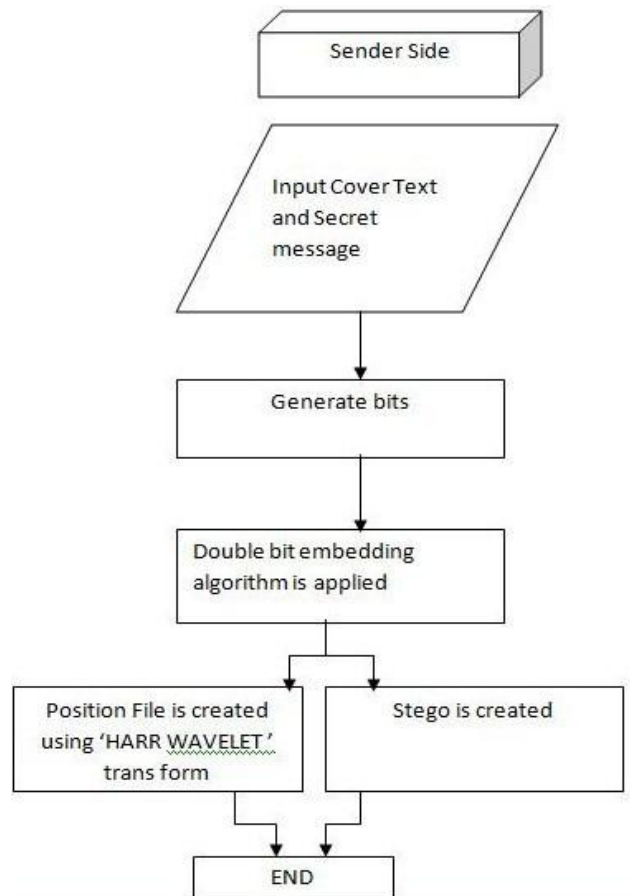 Sender Side
Input Cover Text
and Secret
message
Generate bits
Double bit embedding
algorithm is applied
Position File is created
using ‘HARR WAVELET ’
trans form
Stego is created
END